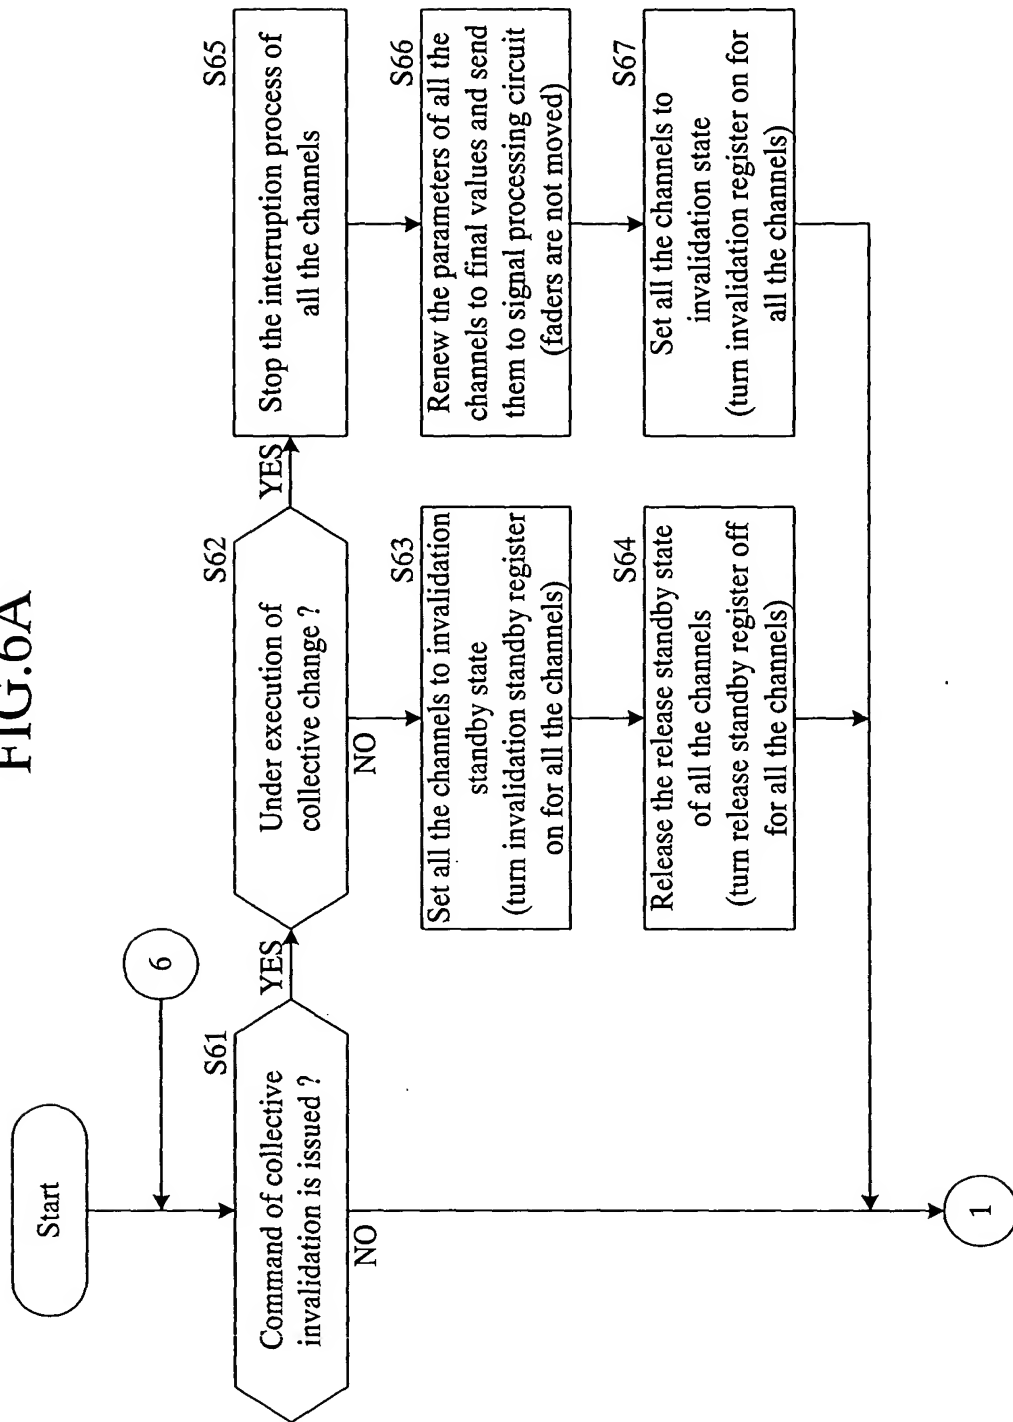 FIG.6A
Start
6
S61
Command of collective
invalidation is issued ?
YES
NO
S62
Under execution of
collective change ?
YES
NO
S63
Set all the channels to invalidation
standby state
(turn invalidation standby register
on for all the channels)
S64
Release the release standby state
of all the channels
(turn release standby register off
for all the channels)
S65
Stop the interruption process of
all the channels
S66
Renew the parameters of all the
channels to final values and send
them to signal processing circuit
(faders are not moved)
S67
Set all the channels to
invalidation state
(turn invalidation register on for
all the channels)
1